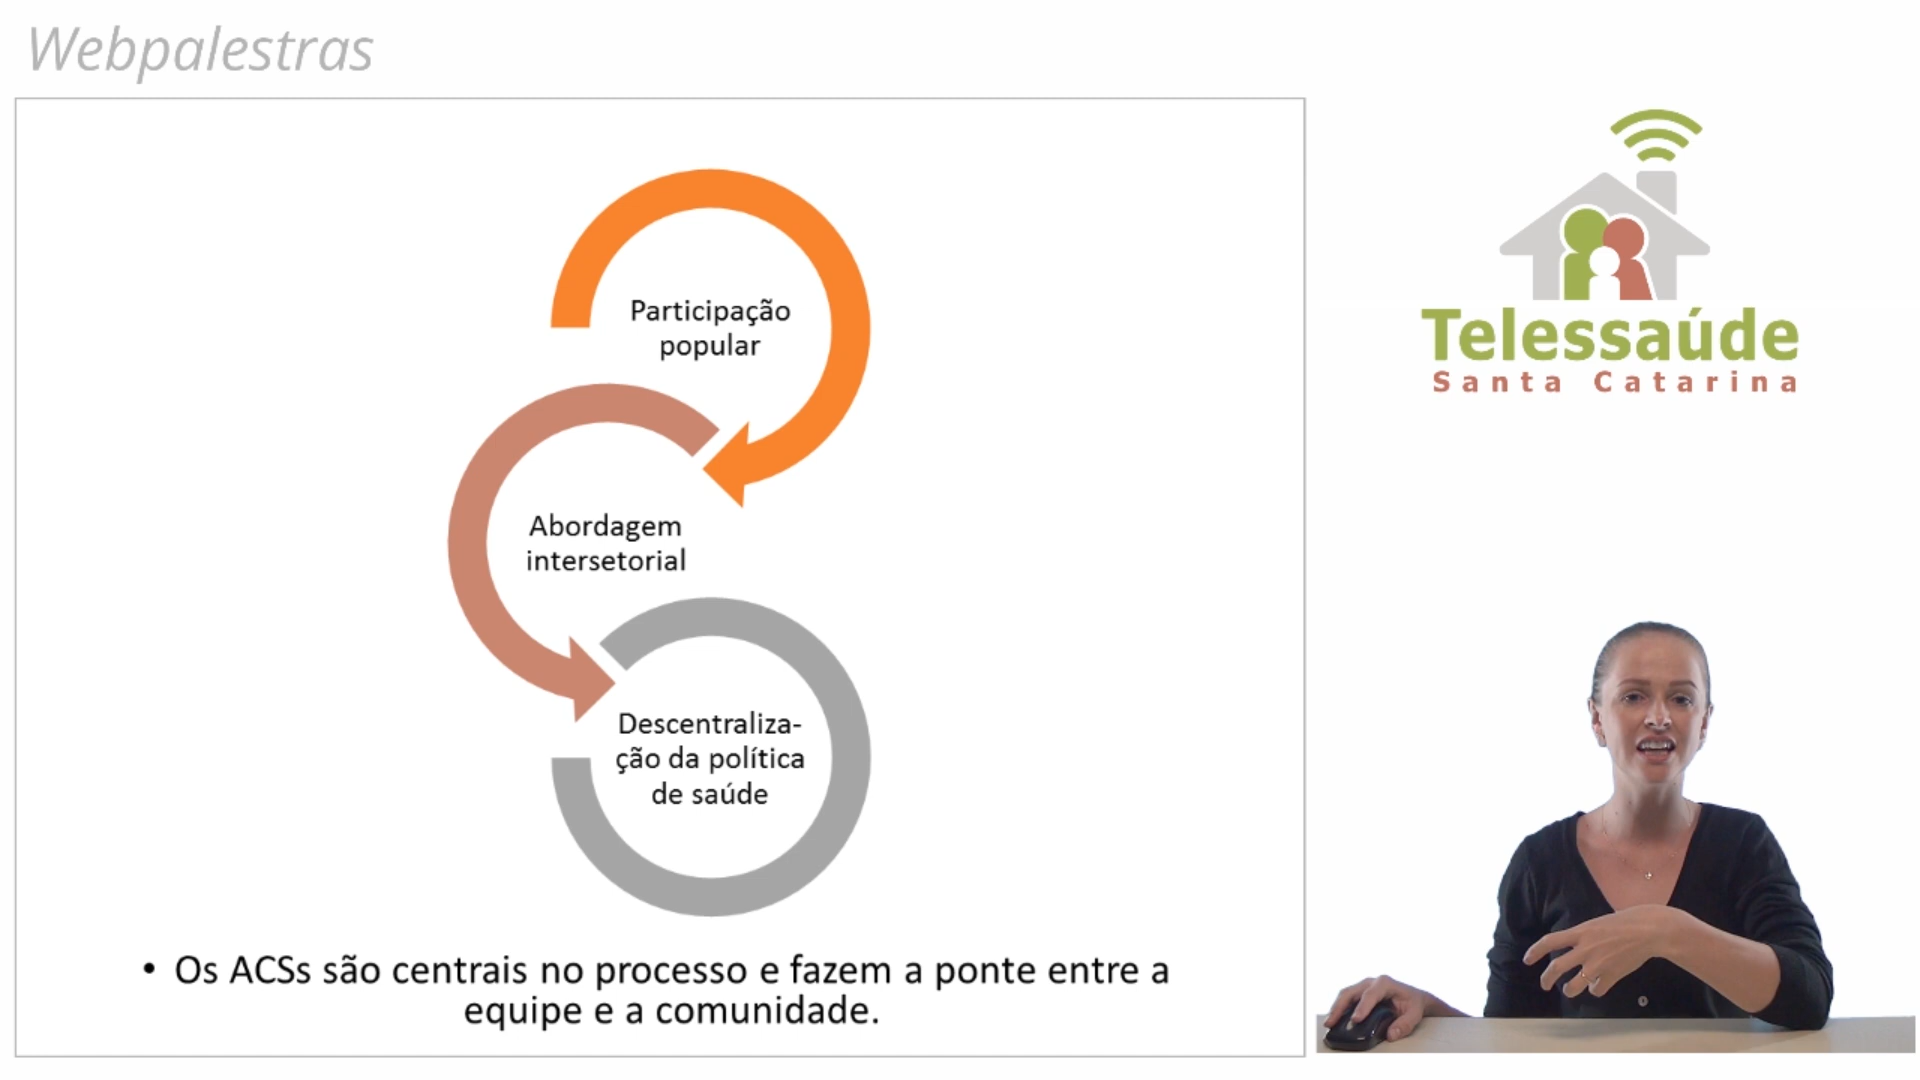 Webpalestras
Participação
popular
Abordagem
intersetorial
Descentraliza-
ção da política
de saúde
• Os ACSs são centrais no processo e fazem a ponte entre a
equipe e a comunidade.
Telessaúde
Santa Catarina